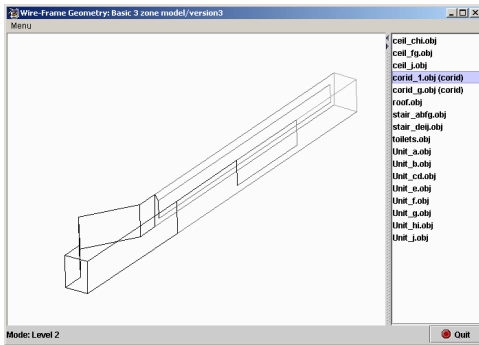 Wire-Frame Geometry: Basic 3 zone model/version3
Menu
ceil_chi.obj
ceil_fg.obj
ceil_j.obj
corid_1.obj (corid)
corid_g.obj (corid)
roof.obj
stair_abfg.obj
stair_deij.obj
toilets.obj
Unit_a.obj
Unit_b.obj
Unit_cd.obj
Unit_e.obj
Unit_f.obj
Unit_g.obj
Unit_hi.obj
Unit_j.obj
Mode: Level 2
Quit